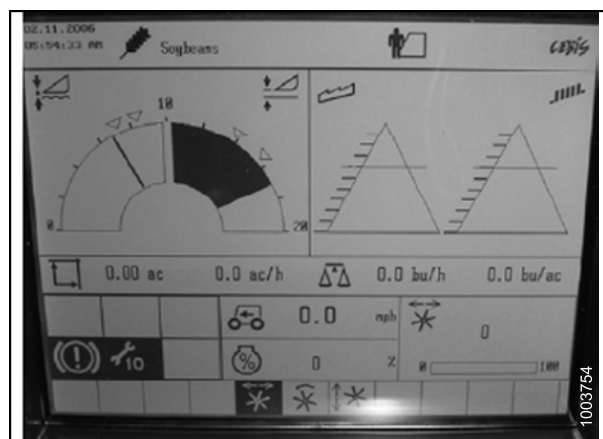 02.11.2006
05:54:33 AM
Soybeans
CEBIS
10
0
20
0.00 ac
0.0 ac/h
0.0 bu/h
0.0 bu/ac
0.0 mph
0
10
% 0 %
0 100
1003754